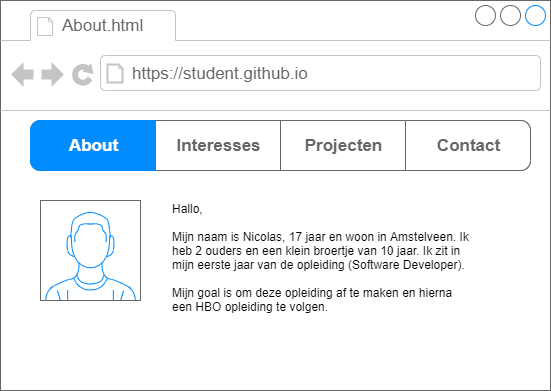 About.html
https://student.github.io
About
Interesses
Projecten
Contact
Hallo,
Mijn naam is Nicolas, 17 jaar en woon in Amstelveen. Ik
heb 2 ouders en een klein broertje van 10 jaar. Ik zit in
mijn eerste jaar van de opleiding (Software Developer).
Mijn goal is om deze opleiding af te maken en hierna
een HBO opleiding te volgen.